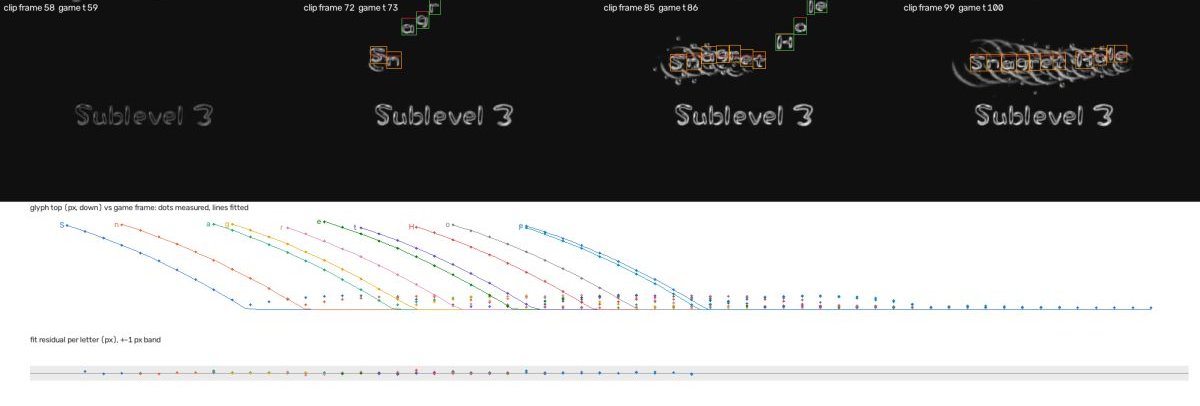 clip frame 58 game t 59
clip frame 72 game t 73
clip frame 85 game t 86
clip frame 99 game t 100
a g r
S n
H o l e
S n a g r e t
S n a g r e t H o l e
Sublevel 3
Sublevel 3
Sublevel 3
Sublevel 3
glyph top (px, down) vs game frame: dots measured, lines fitted
S n a g r e t H o
fit residual per letter (px), +-1 px band